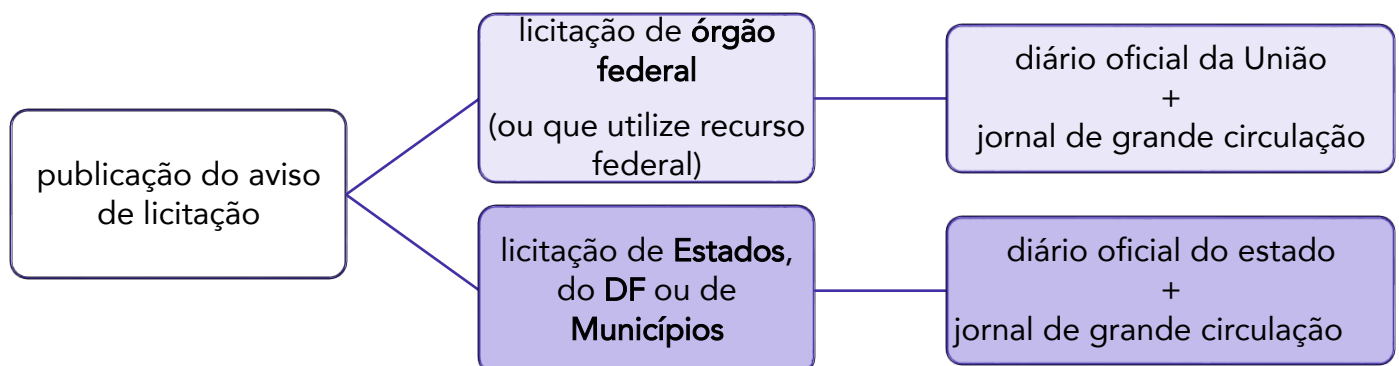 publicação do aviso
de licitação
licitação de órgão
federal
(ou que utilize recurso
federal)
diário oficial da União
+
jornal de grande circulação
licitação de Estados,
do DF ou de
Municípios
diário oficial do estado
+
jornal de grande circulação